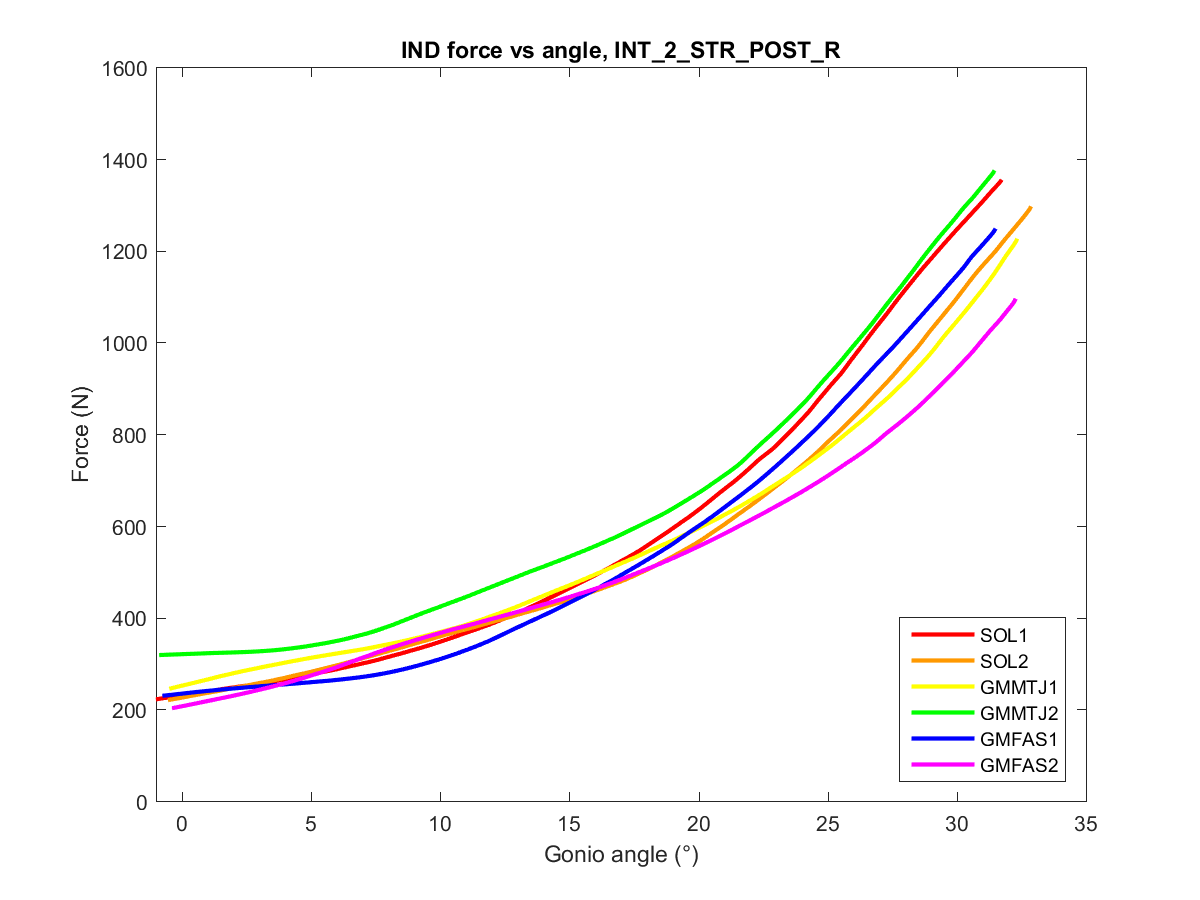 IND force vs angle, INT_2_STR_POST_R
1600
1400
1200
1000
800
600
400
200
0
Force (N)
0 5 10 15 20 25 30 35
Gonio angle (°)
SOL1
SOL2
GMMTJ1
GMMTJ2
GMFAS1
GMFAS2